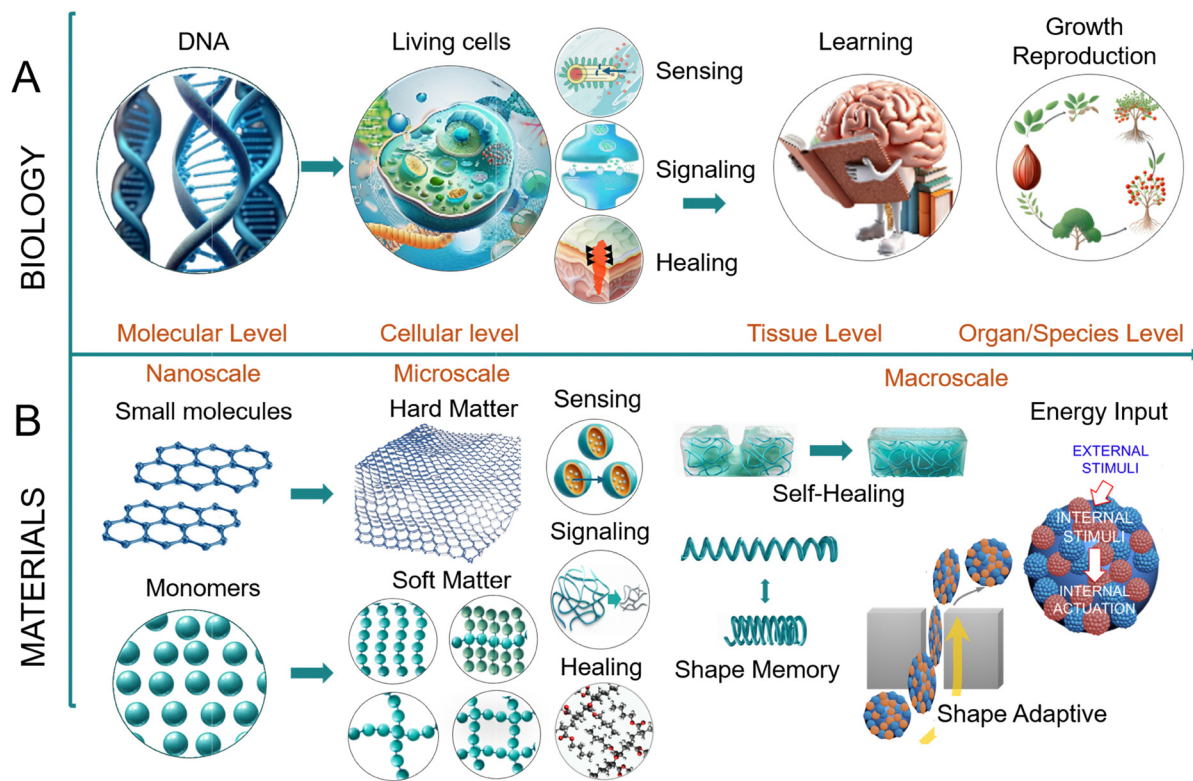 A
BIOLOGY
DNA
Living cells
Sensing
Signaling
Healing
Learning
Growth
Reproduction
Molecular Level
Cellular level
Tissue Level
Organ/Species Level
Nanoscale
Microscale
Macroscale
B
MATERIALS
Small molecules
Hard Matter
Sensing
Signaling
Healing
Monomers
Soft Matter
Self-Healing
Shape Memory
Shape Adaptive
Energy Input
EXTERNAL
STIMULI
INTERNAL
STIMULI
INTERNAL
ACTUATION